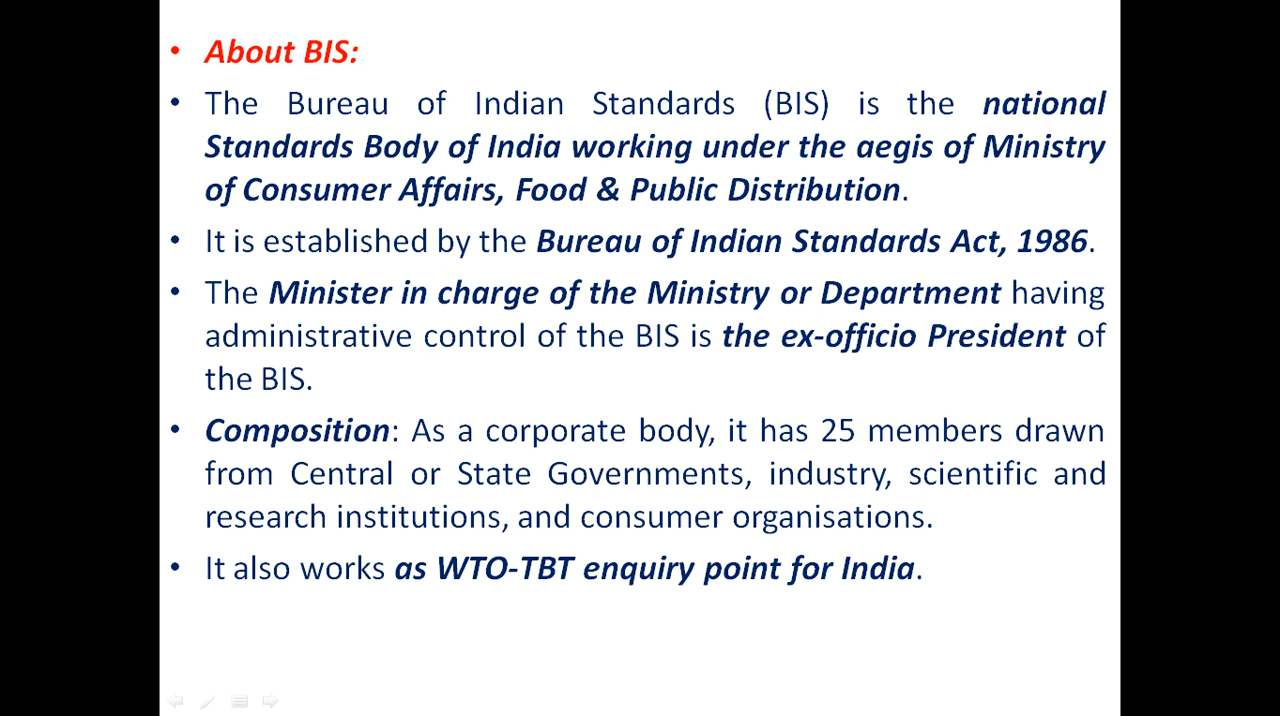 • About BIS:
• The Bureau of Indian Standards (BIS) is the national
Standards Body of India working under the aegis of Ministry
of Consumer Affairs, Food & Public Distribution.
• It is established by the Bureau of Indian Standards Act, 1986.
• The Minister in charge of the Ministry or Department having
administrative control of the BIS is the ex-officio President of
the BIS.
• Composition: As a corporate body, it has 25 members drawn
from Central or State Governments, industry, scientific and
research institutions, and consumer organisations.
• It also works as WTO-TBT enquiry point for India.